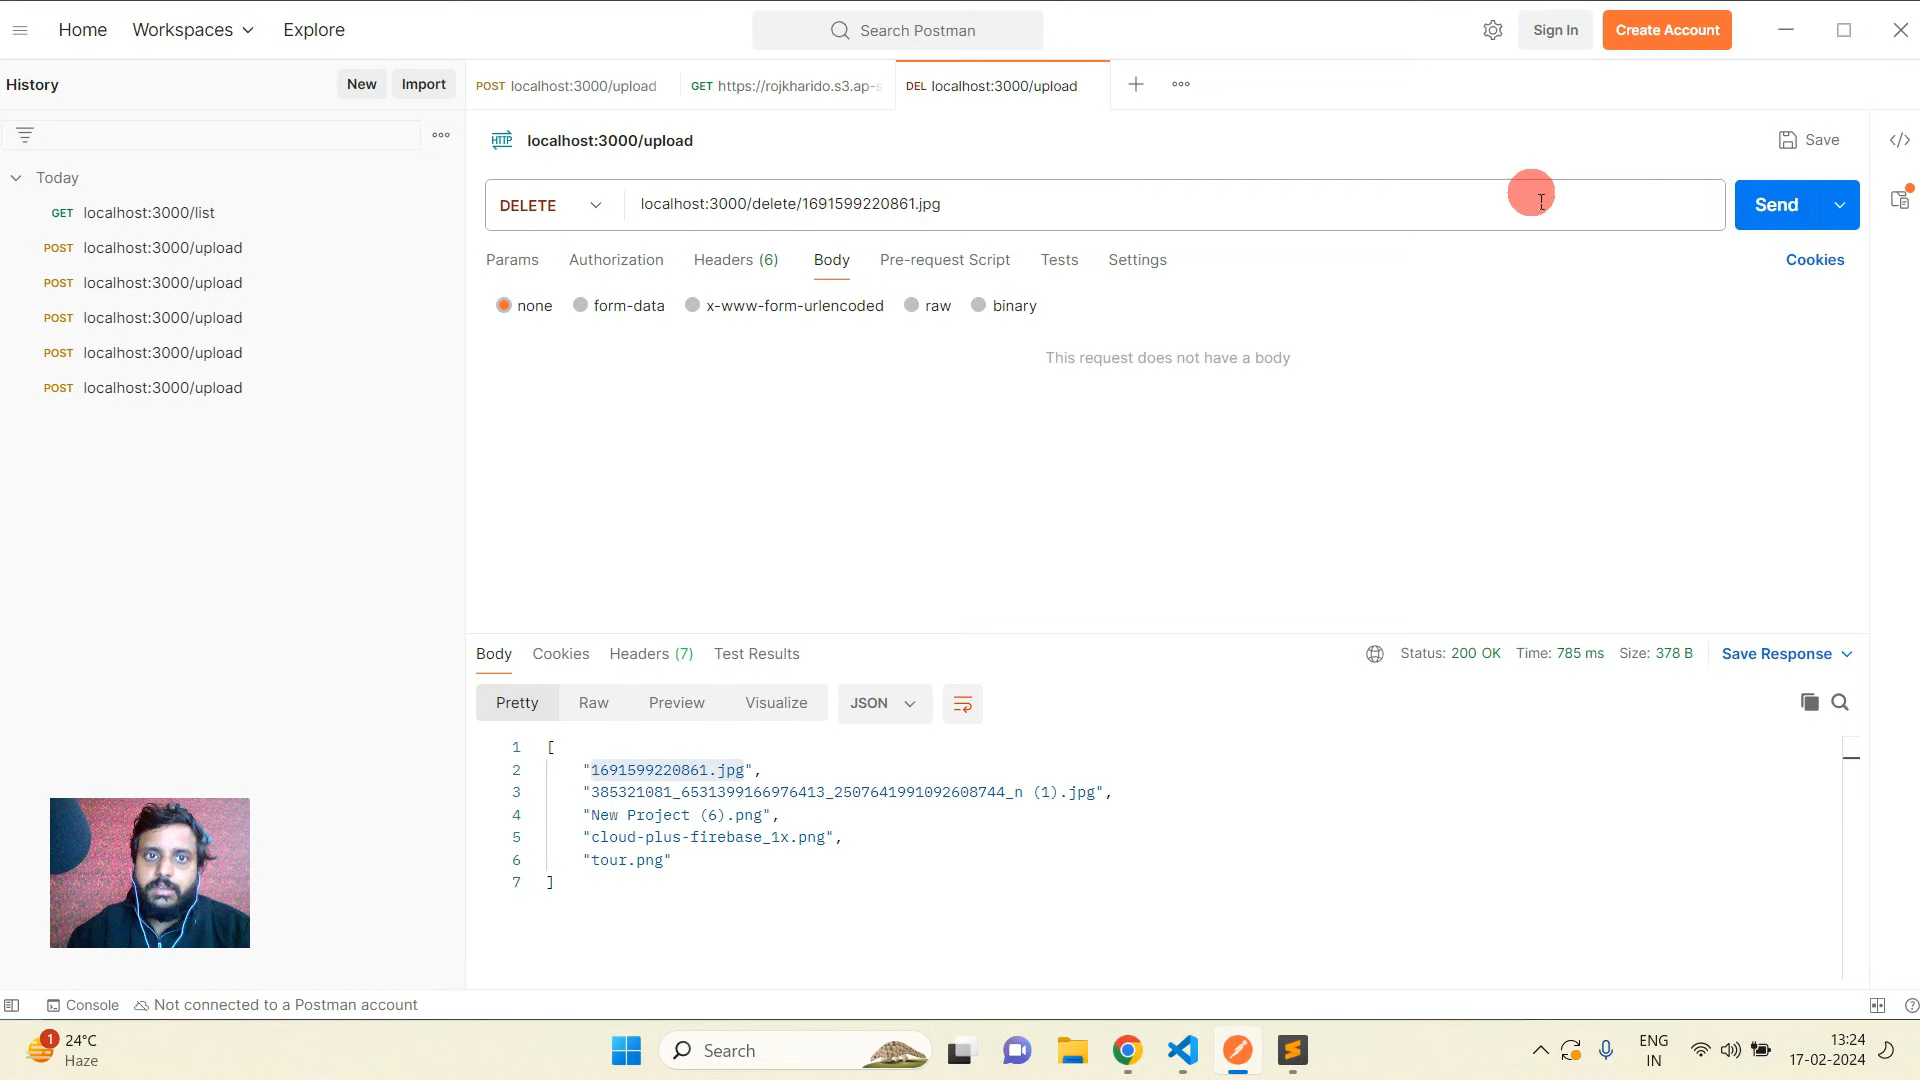 Home
Workspaces
Explore
Search Postman
Sign In
Create Account
History
New
Import
POST localhost:3000/upload
GET https://rojkharido.s3.ap-s
DEL localhost:3000/upload
Today
GET localhost:3000/list
POST localhost:3000/upload
POST localhost:3000/upload
POST localhost:3000/upload
POST localhost:3000/upload
POST localhost:3000/upload
HTTP localhost:3000/upload
Save
DELETE
localhost:3000/delete/1691599220861.jpg
Send
Params
Authorization
Headers (6)
Body
Pre-request Script
Tests
Settings
Cookies
none
form-data
x-www-form-urlencoded
raw
binary
This request does not have a body
Body
Cookies
Headers (7)
Test Results
Status: 200 OK
Time: 785 ms
Size: 378 B
Save Response
Pretty
Raw
Preview
Visualize
JSON
1 [
2 "1691599220861.jpg",
3 "385321081_6531399166976413_2507641991092608744_n (1).jpg",
4 "New Project (6).png",
5 "cloud-plus-firebase_1x.png",
6 "tour.png"
7 ]
Console
Not connected to a Postman account
1
24°C
Haze
Search
ENG
IN
13:24
17-02-2024